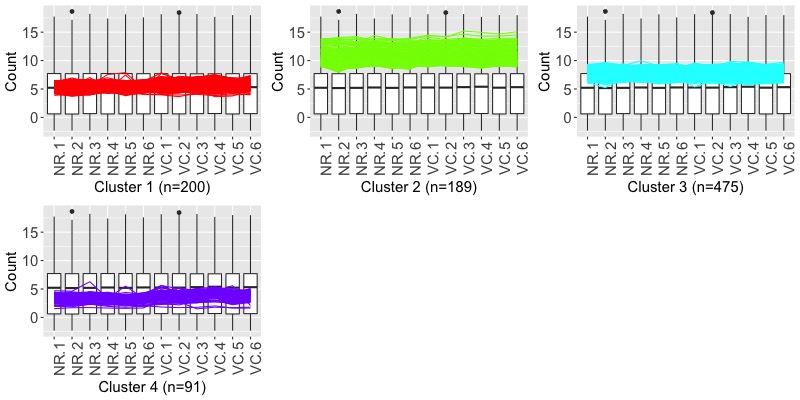 Count
15
10
5
0
NR.1 NR.2 NR.3 NR.4 NR.5 NR.6 VC.1 VC.2 VC.3 VC.4 VC.5 VC.6
Cluster 1 (n=200)
Count
15
10
5
0
NR.1 NR.2 NR.3 NR.4 NR.5 NR.6 VC.1 VC.2 VC.3 VC.4 VC.5 VC.6
Cluster 2 (n=189)
Count
15
10
5
0
NR.1 NR.2 NR.3 NR.4 NR.5 NR.6 VC.1 VC.2 VC.3 VC.4 VC.5 VC.6
Cluster 3 (n=475)
Count
15
10
5
0
NR.1 NR.2 NR.3 NR.4 NR.5 NR.6 VC.1 VC.2 VC.3 VC.4 VC.5 VC.6
Cluster 4 (n=91)